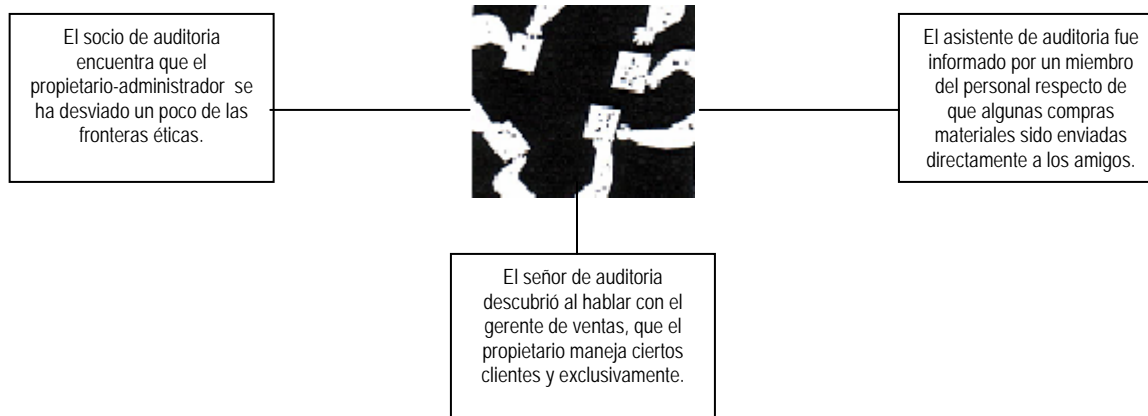 El socio de auditoria
encuentra que el
propietario-administrador se
ha desviado un poco de las
fronteras éticas.
El asistente de auditoria fue
informado por un miembro
del personal respecto de
que algunas compras
materiales sido enviadas
directamente a los amigos.
El señor de auditoria
descubrió al hablar con el
gerente de ventas, que el
propietario maneja ciertos
clientes y exclusivamente.